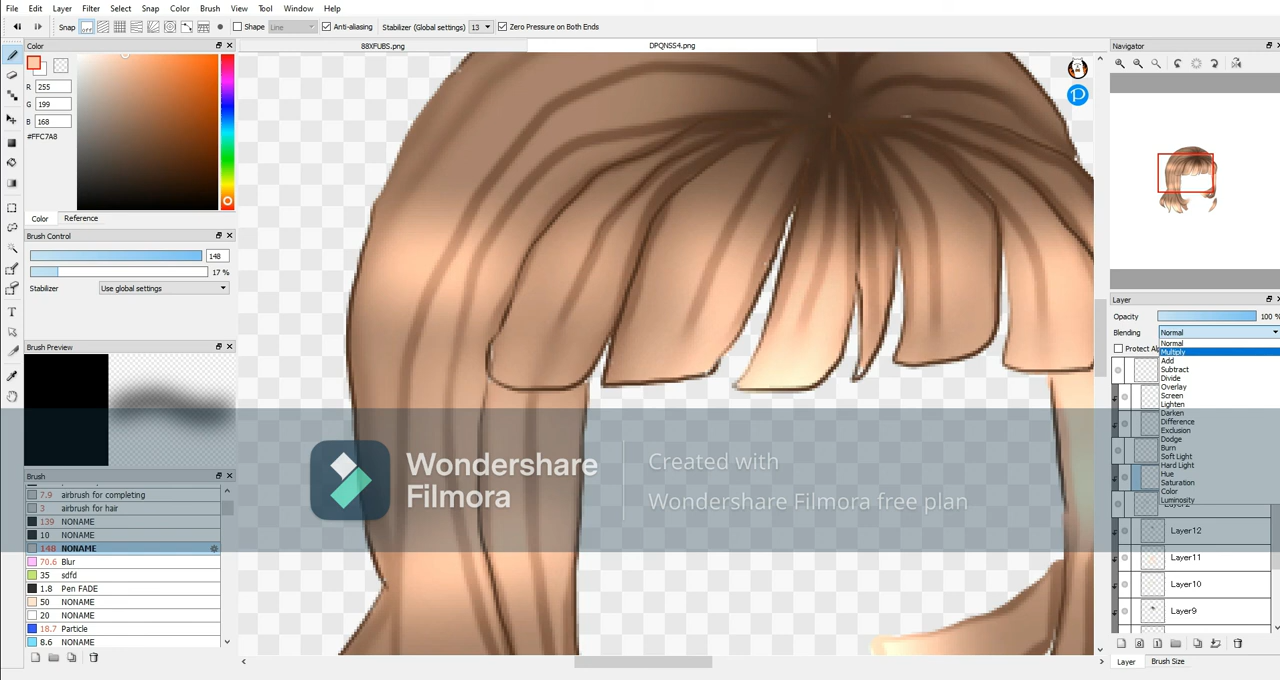 File Edit Layer Filter Select Snap Color Brush View Tool Window Help
Snap off Shape Line Anti-aliasing Stabilizer (Global settings) 13 Zero Pressure on Both Ends
Color
88XFUBS.png
DPQNSS4.png
Navigator
R 255
G 199
B 168
#FFC7A8
Color Reference
Brush Control
148
17 %
Stabilizer Use global settings
Brush Preview
Brush
7.9 airbrush for completing
3 airbrush for hair
139 NONAME
10 NONAME
148 NONAME
70.6 Blur
35 sdfd
1.8 Pen FADE
50 NONAME
20 NONAME
18.7 Particle
8.6 NONAME
Wondershare
Filmora
Created with
Wondershare Filmora free plan
Layer
Opacity 100 %
Blending Normal
Protect Al
Normal
Multiply
Add
Subtract
Divide
Overlay
Screen
Lighten
Darken
Difference
Exclusion
Dodge
Burn
Soft Light
Hard Light
Hue
Saturation
Color
Luminosity
Layer12
Layer11
Layer10
Layer9
Layer Brush Size